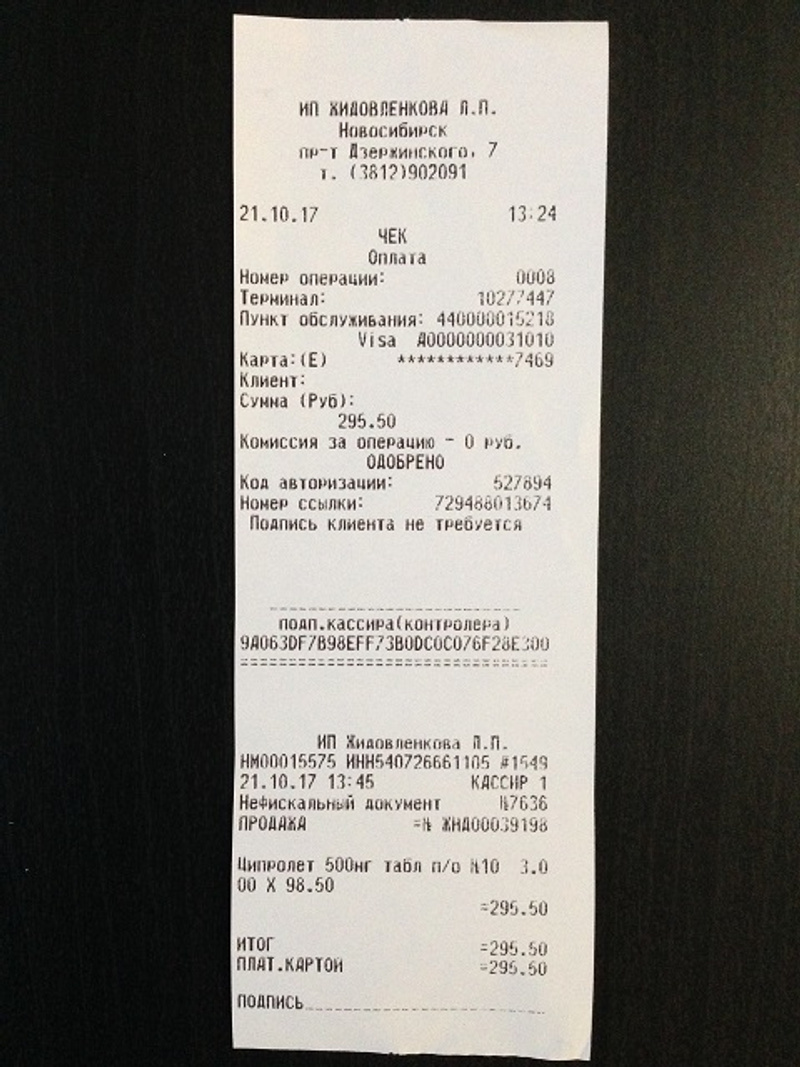 ИП ЖИДОВЛЕНКОВА Л.П.
Новосибирск
пр-т Дзержинского, 7
т. (3812)902091
21.10.17 13:24
ЧЕК
Оплата
Номер операции: 0008
Терминал: 10277447
Пункт обслуживания: 440000015218
Visa A0000000031010
Карта:(E) ************7469
Клиент:
Сумма (Руб):
295.50
Комиссия за операцию - 0 руб.
ОДОБРЕНО
Код авторизации: 527894
Номер ссылки: 729488013674
Подпись клиента не требуется
подп.кассира(контролера)
9A063DF7B98EFF73B0DC0C076F28E300
================================
ИП Жидовленкова Л.П.
НМ00015575 ИНН540726661105 #1549
21.10.17 13:45 КАССИР 1
Нефискальный документ №7636
ПРОДАЖА =№ ЖНД00039198
Ципролет 500мг табл п/о №10 3.0
00 X 98.50
=295.50
ИТОГ =295.50
ПЛАТ.КАРТОЙ =295.50
ПОДПИСЬ